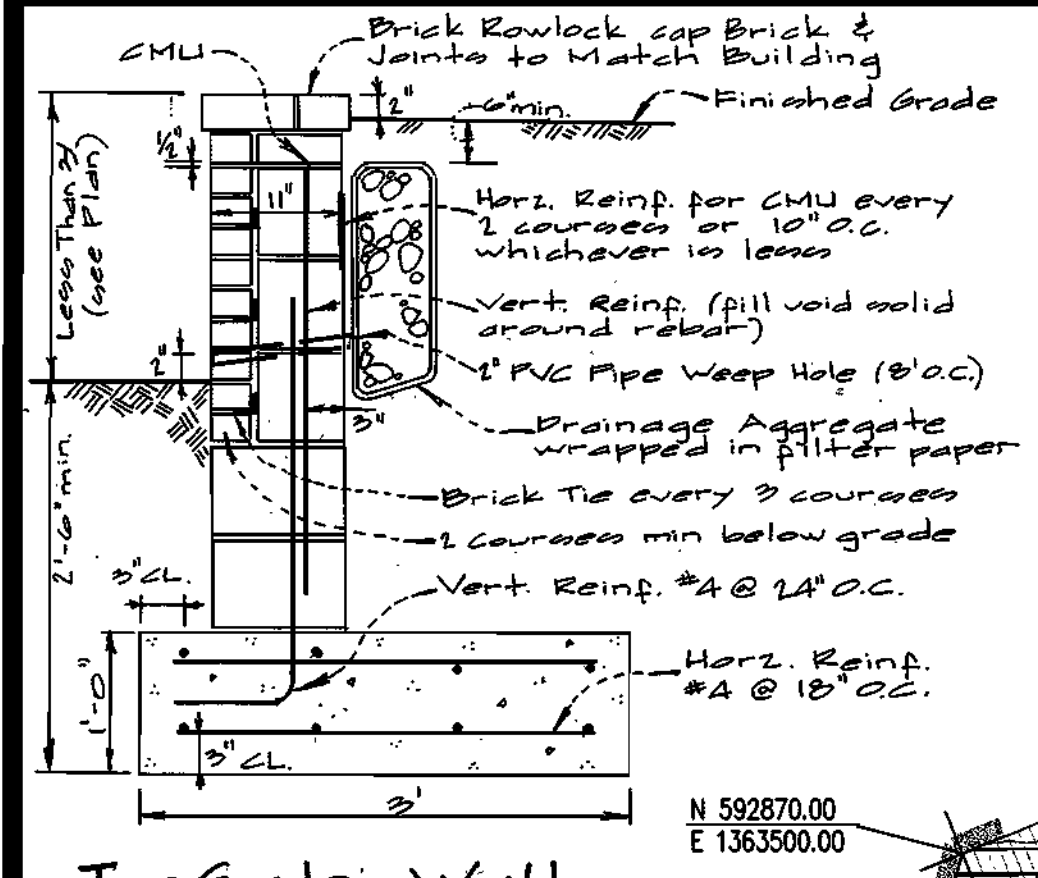 Brick Rowlock cap Brick &
Joints to Match Building
CMU
2"
6" min.
Finished Grade
1/2"
11"
Less Than 3'
(see Plan)
Horz. Reinf. for CMU every
2 courses or 10" O.C.
whichever is less
Vert. Reinf. (fill void solid
around rebar)
2"
2" PVC Pipe Weep Hole (8' O.C.)
3"
Drainage Aggregate
wrapped in filter paper
Brick Tie every 3 courses
2 courses min below grade
2'-6" min.
3" CL.
Vert. Reinf. #4 @ 24" O.C.
1'-0"
Horz. Reinf.
#4 @ 18" O.C.
3" CL.
3'
N 592870.00
E 1363500.00
Wall